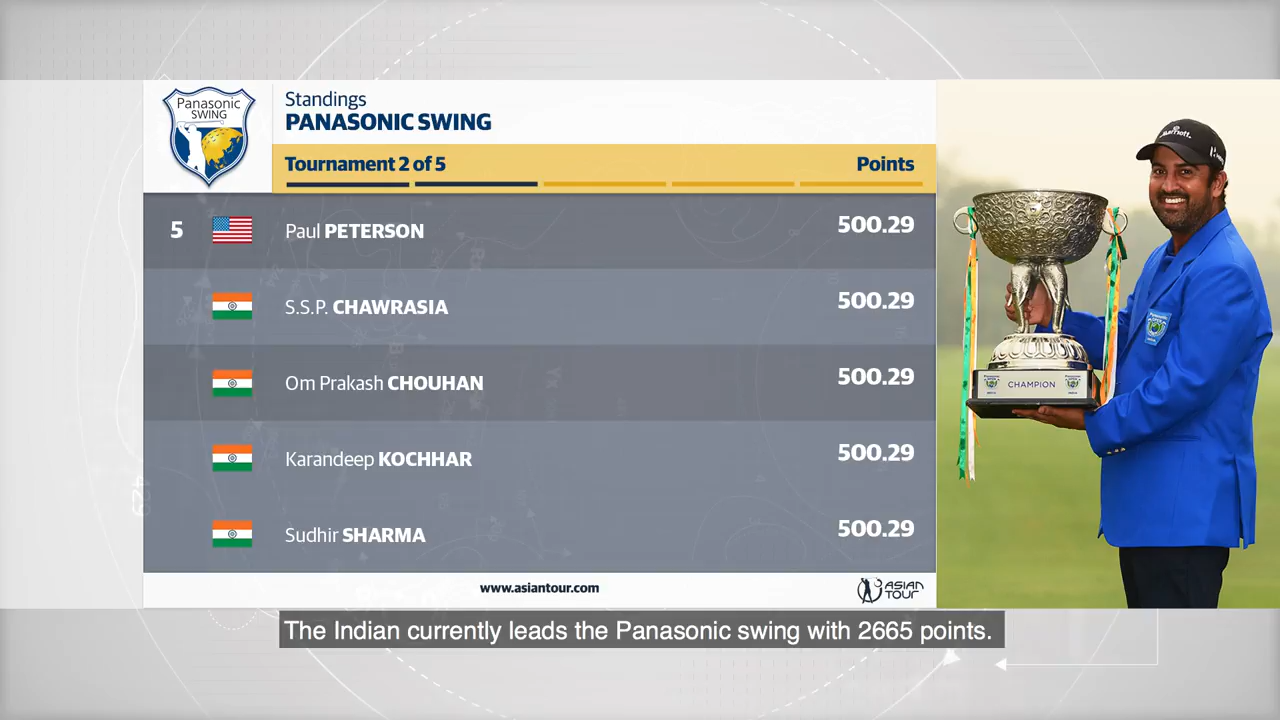 Panasonic
SWING
Standings
PANASONIC SWING
Tournament 2 of 5 Points
5 Paul PETERSON 500.29
S.S.P. CHAWRASIA 500.29
Om Prakash CHOUHAN 500.29
Karandeep KOCHHAR 500.29
Sudhir SHARMA 500.29
www.asiantour.com
ASIAN
TOUR
Marriott
CHAMPION
The Indian currently leads the Panasonic swing with 2665 points.